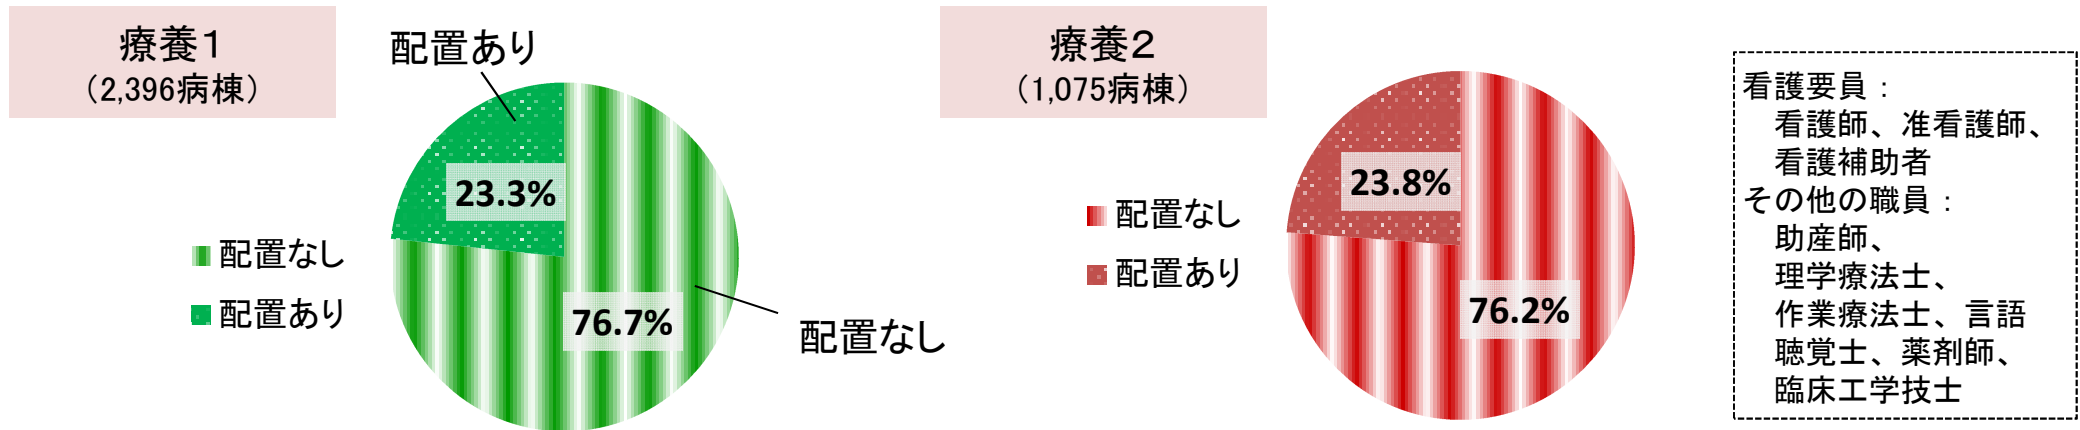 療養1
（2,396病棟）
配置あり
23.3%
76.7%
配置なし
配置あり
配置なし
療養2
（1,075病棟）
23.8%
76.2%
配置なし
配置あり
看護要員：
看護師、准看護師、
看護補助者
その他の職員：
助産師、
理学療法士、
作業療法士、言語
聴覚士、薬剤師、
臨床工学技士